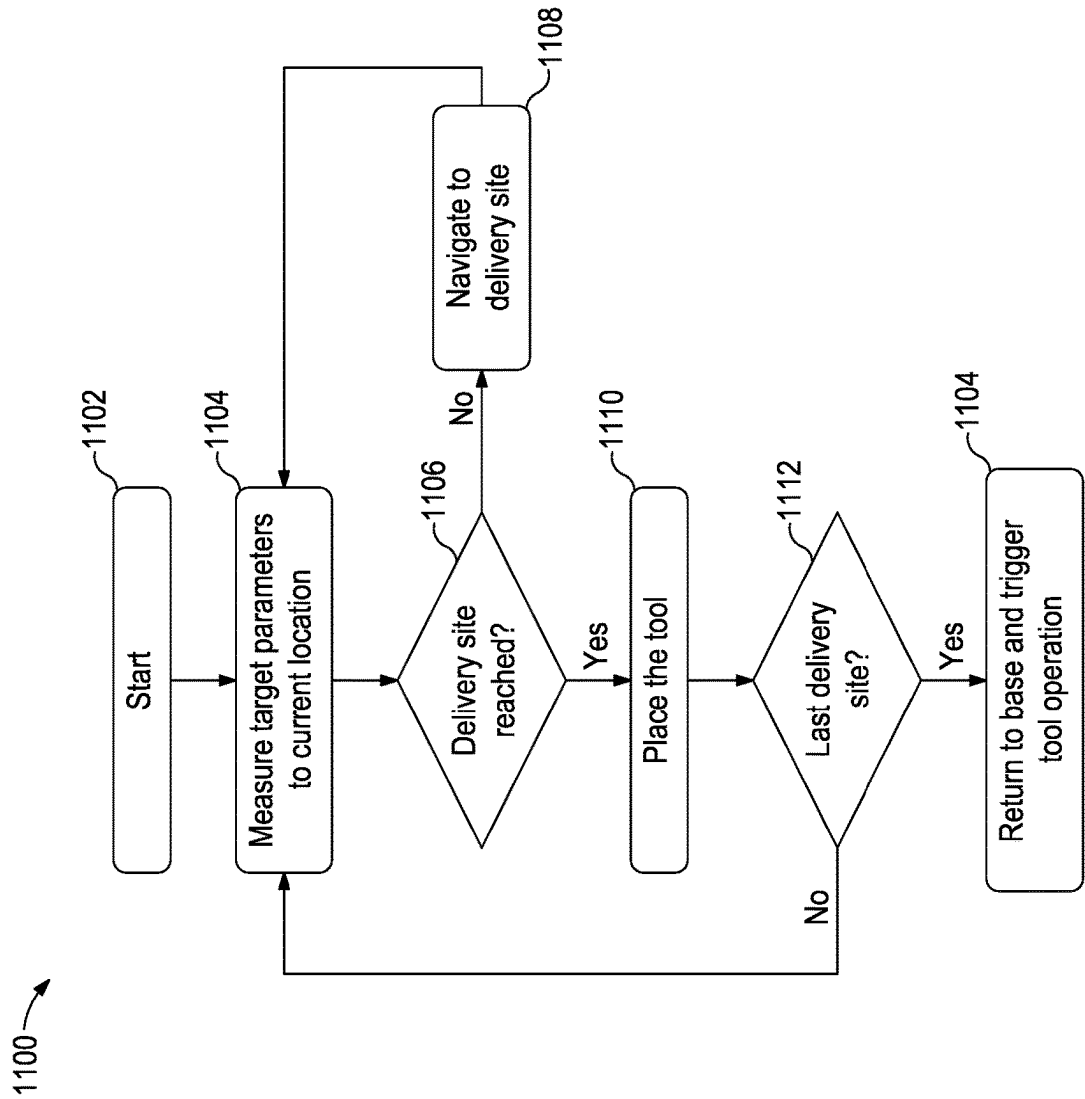 1100
1102
Start
1104
Measure target parameters
to current location
1106
Delivery site
reached?
No
1108
Navigate to
delivery site
Yes
1110
Place the tool
1112
Last delivery
site?
No
Yes
1104
Return to base and trigger
tool operation